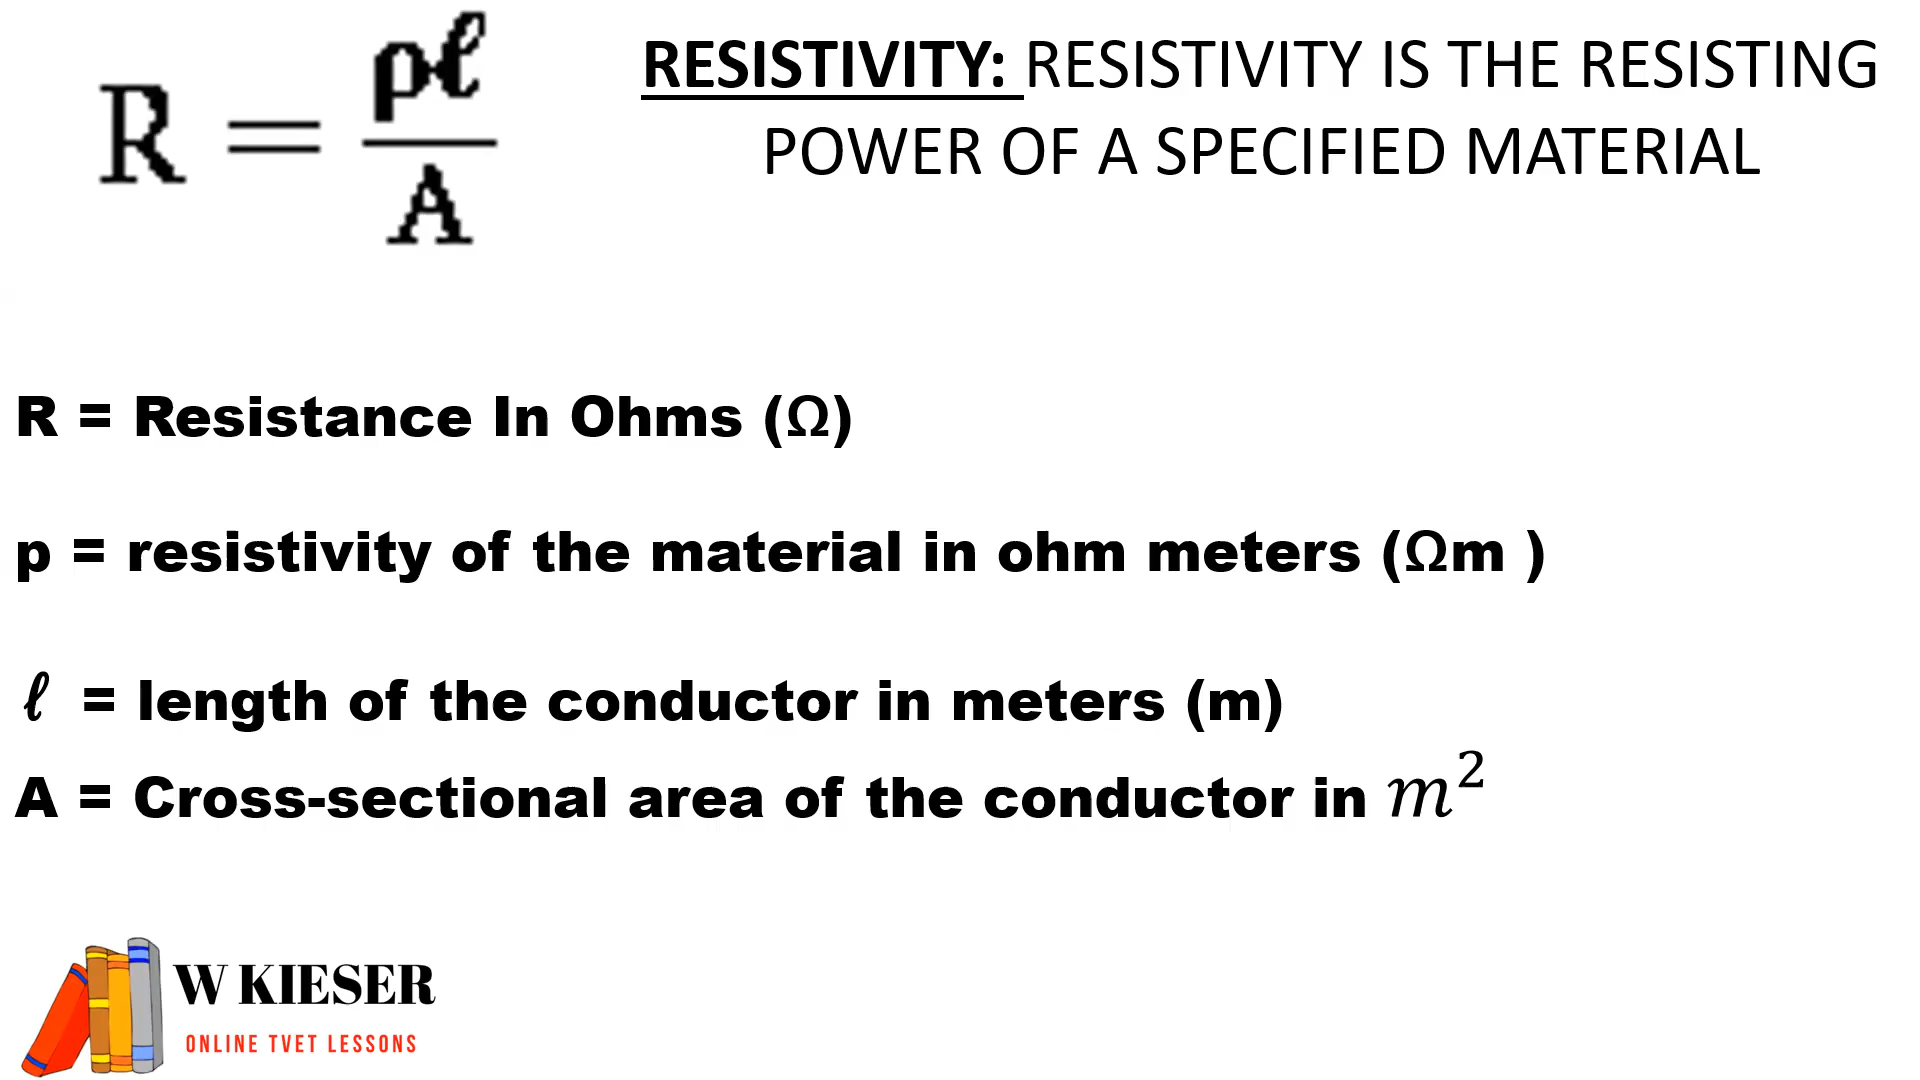 R = ρℓ / A
RESISTIVITY: RESISTIVITY IS THE RESISTING
POWER OF A SPECIFIED MATERIAL
R = Resistance In Ohms (Ω)
p = resistivity of the material in ohm meters (Ωm )
ℓ = length of the conductor in meters (m)
A = Cross-sectional area of the conductor in m²
W KIESER
ONLINE TVET LESSONS